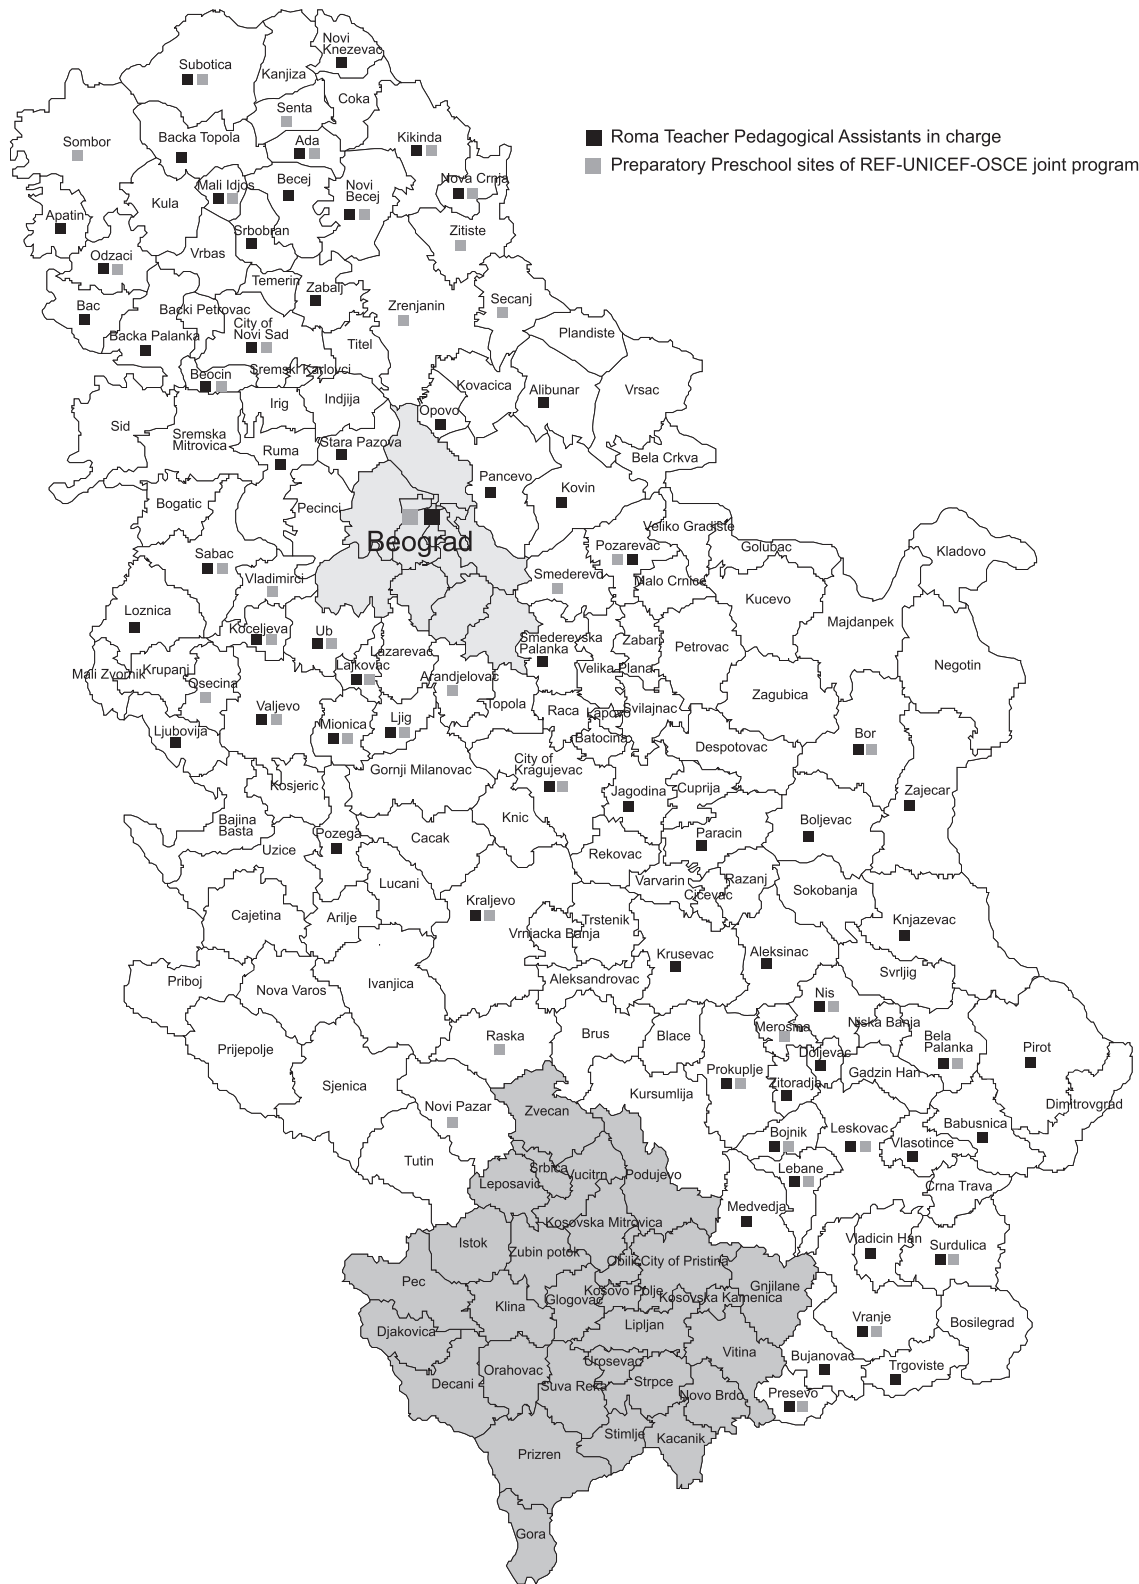 Novi
Knezevac
Subotica
Kanjiza
Coka
Senta
Roma Teacher Pedagogical Assistants in charge
Preparatory Preschool sites of REF-UNICEF-OSCE joint program
Sombor
Backa Topola
Ada
Kikinda
Mali Idjos
Becej
Novi
Becej
Nova Crnja
Kula
Apatin
Srbobran
Zitiste
Odzaci
Vrbas
Temerin
Zabalj
Bac
Backi Petrovac
Zrenjanin
Secanj
City of
Novi Sad
Backa Palanka
Titel
Plandiste
Beocin
Sremski Karlovci
Kovacica
Alibunar
Vrsac
Irig
Indjija
Opovo
Sid
Sremska
Mitrovica
Stara Pazova
Ruma
Bela Crkva
Pancevo
Kovin
Bogatic
Pecinci
Beograd
Veliko Gradiste
Pozarevac
Golubac
Kladovo
Sabac
Vladimirci
Smederevo
Malo Crnice
Kucevo
Loznica
Majdanpek
Koceljeva
Ub
Lazarevac
Smederevska
Palanka
Zabari
Petrovac
Mali Zvornik
Krupanj
Lajkovac
Velika Plana
Negotin
Osecina
Arandjelovac
Zagubica
Valjevo
Topola
Raca
Lapovo
Svilajnac
Mionica
Ljig
Ljubovija
Batocina
Despotovac
Bor
Kosjeric
Gornji Milanovac
City of
Kragujevac
Jagodina
Cuprija
Zajecar
Bajina
Basta
Knic
Boljevac
Pozega
Cacak
Paracin
Uzice
Rekovac
Lucani
Varvarin
Razanj
Cicevac
Sokobanja
Kraljevo
Cajetina
Arilje
Trstenik
Vrnjacka Banja
Knjazevac
Krusevac
Aleksinac
Priboj
Nova Varos
Ivanjica
Aleksandrovac
Svrljig
Nis
Merosina
Niska Banja
Raska
Brus
Blace
Bela
Palanka
Pirot
Prijepolje
Doljevac
Prokuplje
Zitoradja
Gadzin Han
Sjenica
Kursumlija
Dimitrovgrad
Novi Pazar
Zvecan
Bojnik
Leskovac
Babusnica
Vlasotince
Tutin
Srbica
Vucitrn
Podujevo
Lebane
Leposavic
Crna Trava
Medvedja
Kosovska Mitrovica
Istok
Zubin potok
Obilic
City of Pristina
Vladicin Han
Surdulica
Pec
Gnjilane
Klina
Glogovac
Kosovo Polje
Kosovska Kamenica
Djakovica
Lipljan
Vranje
Bosilegrad
Vitina
Bujanovac
Trgoviste
Orahovac
Urosevac
Decani
Suva Reka
Strpce
Novo Brdo
Presevo
Stimlje
Kacanik
Prizren
Gora